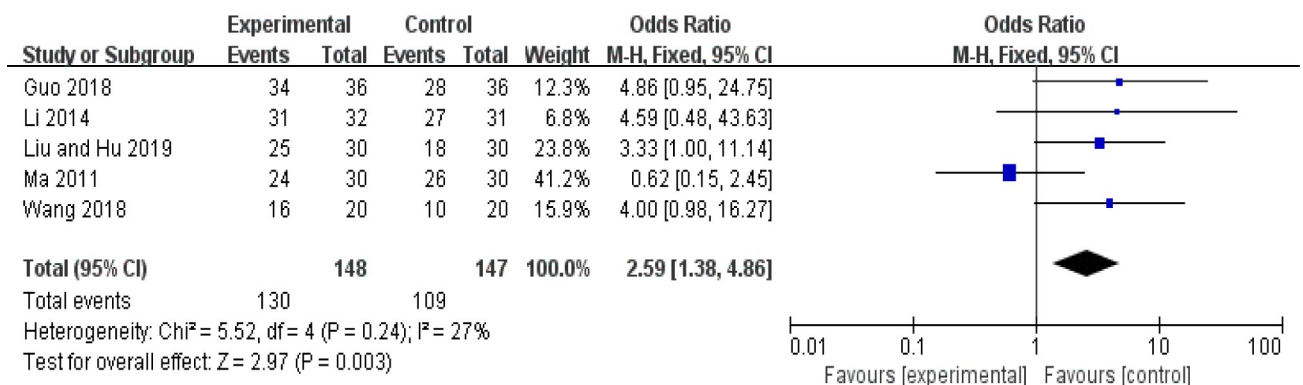 Experimental Control Odds Ratio Odds Ratio
Study or Subgroup Events Total Events Total Weight M-H, Fixed, 95% CI M-H, Fixed, 95% CI
Guo 2018 34 36 28 36 12.3% 4.86 [0.95, 24.75]
Li 2014 31 32 27 31 6.8% 4.59 [0.48, 43.63]
Liu and Hu 2019 25 30 18 30 23.8% 3.33 [1.00, 11.14]
Ma 2011 24 30 26 30 41.2% 0.62 [0.15, 2.45]
Wang 2018 16 20 10 20 15.9% 4.00 [0.98, 16.27]
Total (95% CI) 148 147 100.0% 2.59 [1.38, 4.86]
Total events 130 109
Heterogeneity: Chi² = 5.52, df = 4 (P = 0.24); I² = 27%
Test for overall effect: Z = 2.97 (P = 0.003)
0.01 0.1 1 10 100
Favours [experimental] Favours [control]